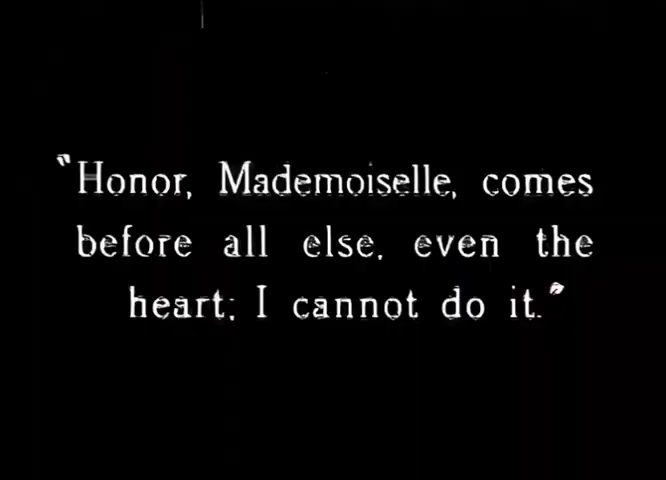 "Honor, Mademoiselle, comes
before all else, even the
heart; I cannot do it."